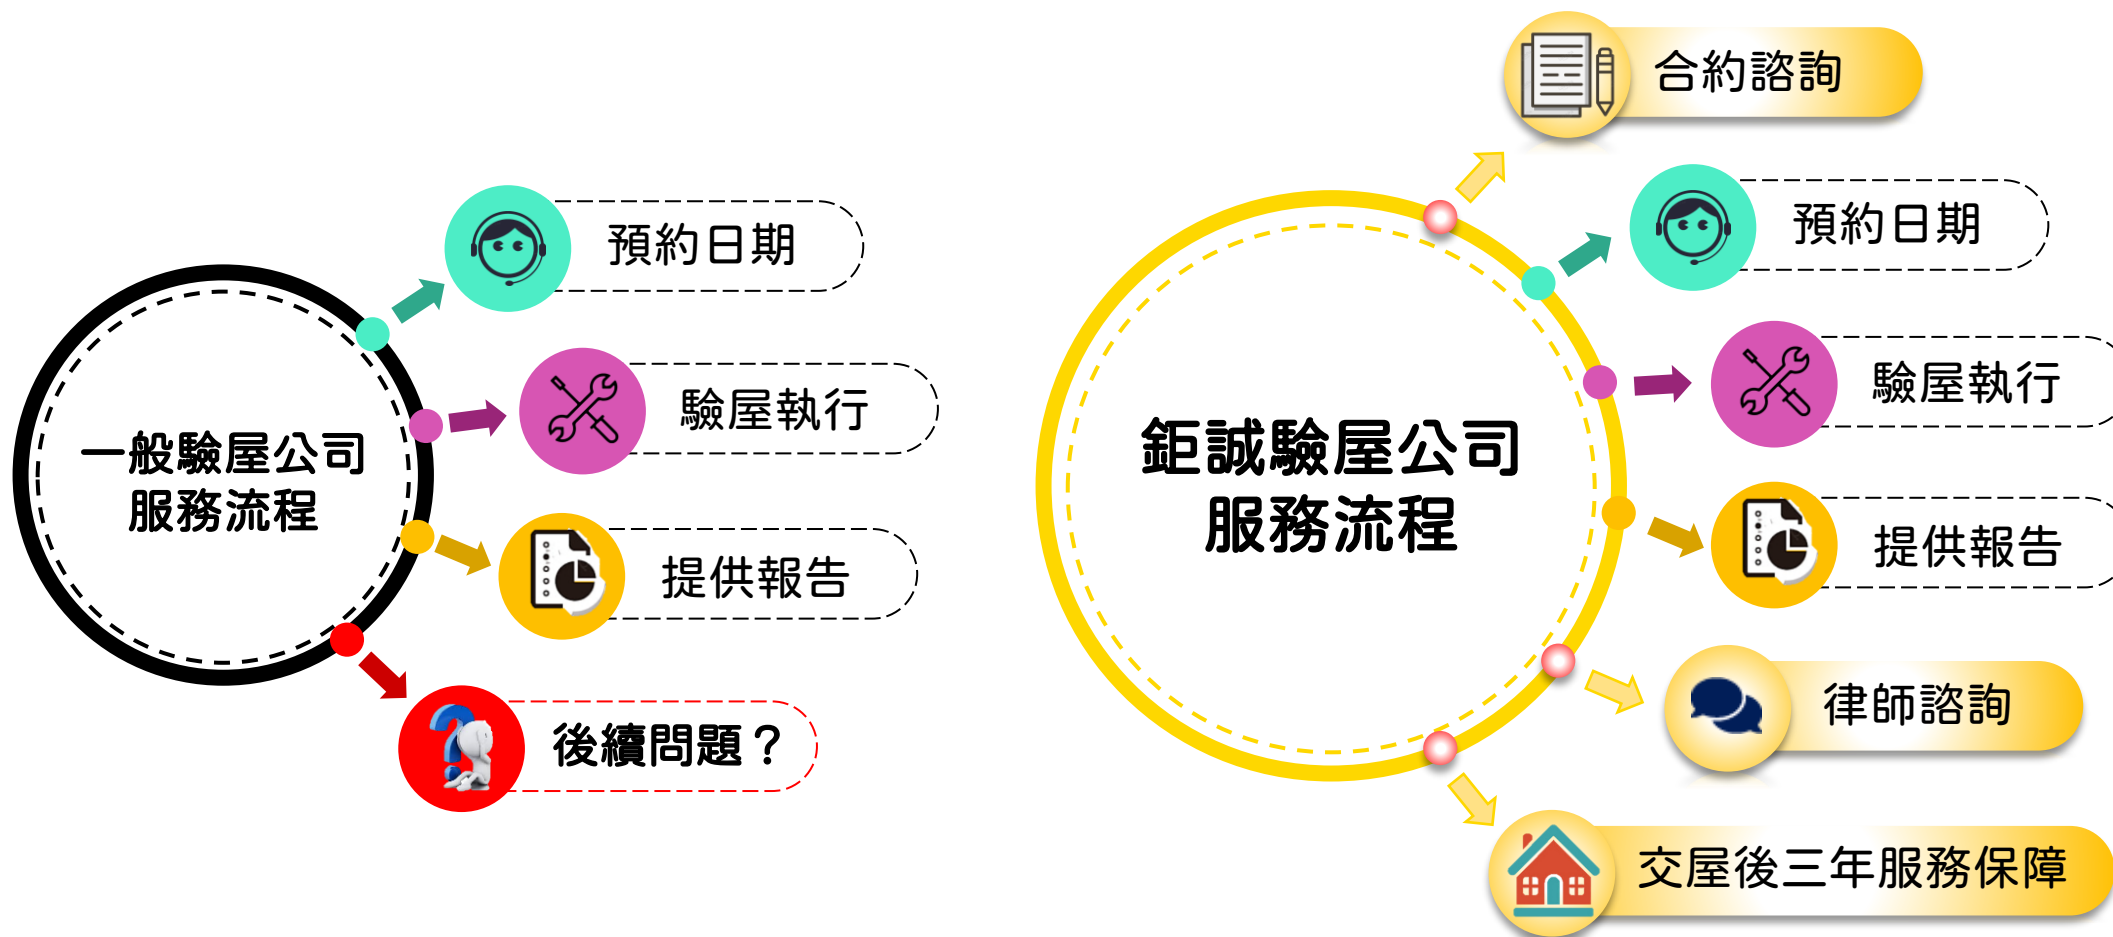 一般驗屋公司
服務流程
預約日期
驗屋執行
提供報告
後續問題？
鉅誠驗屋公司
服務流程
合約諮詢
預約日期
驗屋執行
提供報告
律師諮詢
交屋後三年服務保障